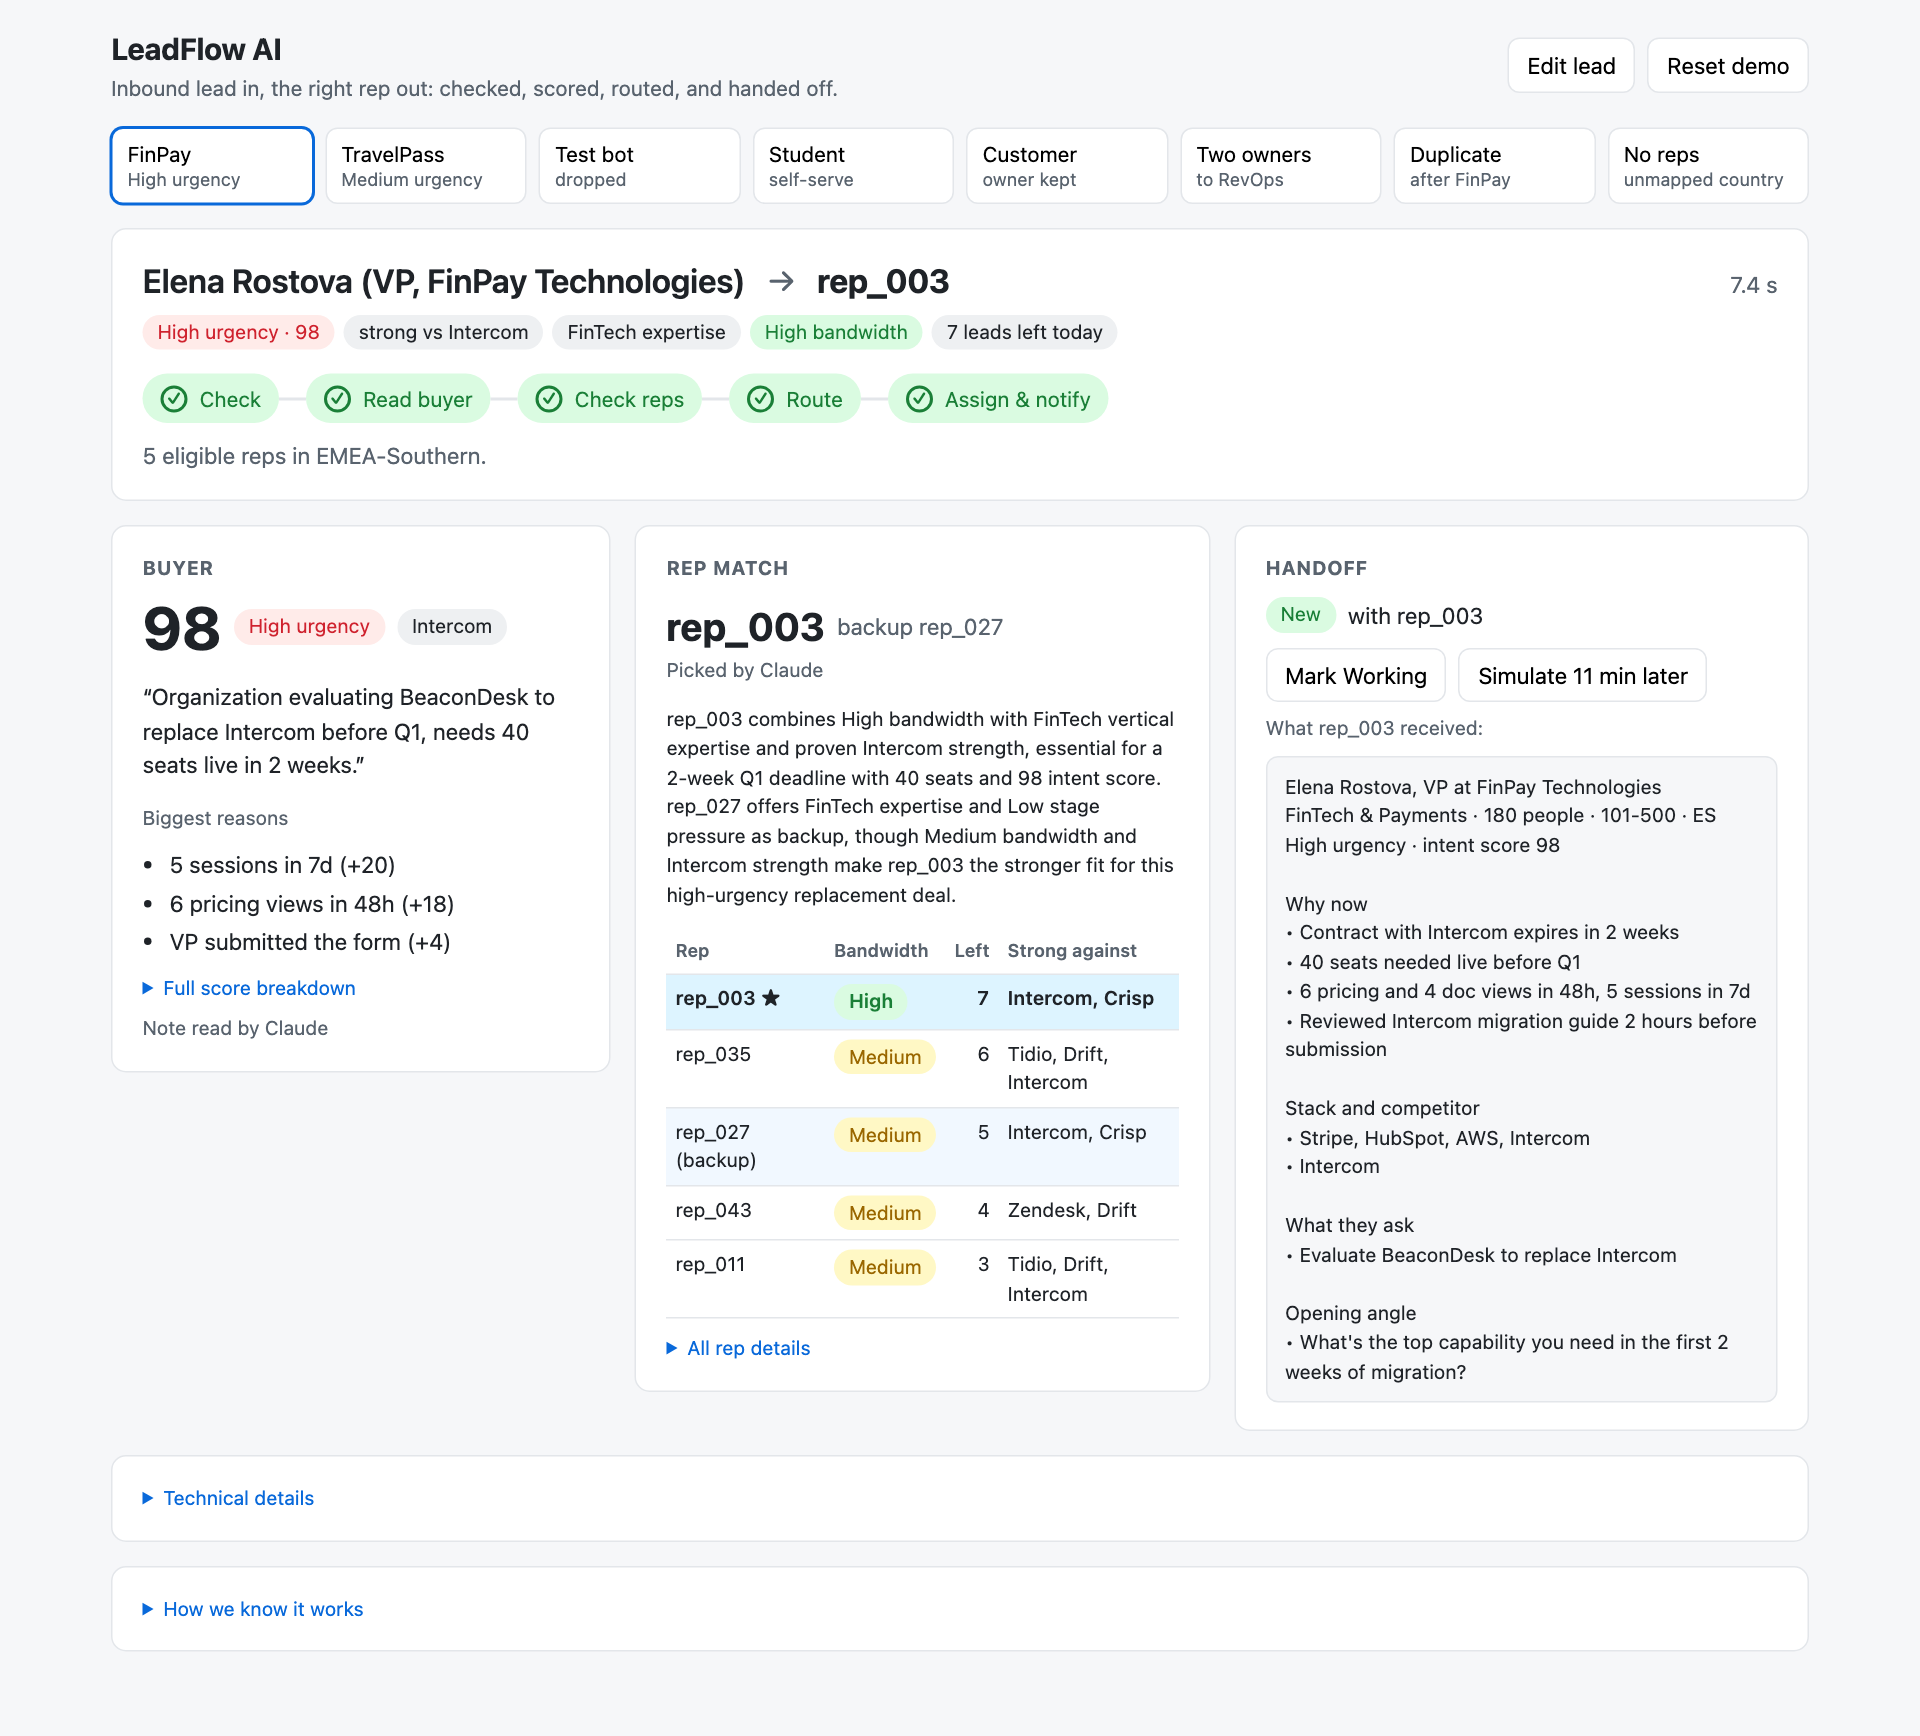 LeadFlow AI
Inbound lead in, the right rep out: checked, scored, routed, and handed off.
Edit lead
Reset demo
FinPay
High urgency
TravelPass
Medium urgency
Test bot
dropped
Student
self-serve
Customer
owner kept
Two owners
to RevOps
Duplicate
after FinPay
No reps
unmapped country
Elena Rostova (VP, FinPay Technologies) → rep_003
7.4 s
High urgency · 98
strong vs Intercom
FinTech expertise
High bandwidth
7 leads left today
Check
Read buyer
Check reps
Route
Assign & notify
5 eligible reps in EMEA-Southern.
BUYER
98
High urgency
Intercom
“Organization evaluating BeaconDesk to
replace Intercom before Q1, needs 40
seats live in 2 weeks.”
Biggest reasons
• 5 sessions in 7d (+20)
• 6 pricing views in 48h (+18)
• VP submitted the form (+4)
Full score breakdown
Note read by Claude
REP MATCH
rep_003 backup rep_027
Picked by Claude
rep_003 combines High bandwidth with FinTech vertical
expertise and proven Intercom strength, essential for a
2-week Q1 deadline with 40 seats and 98 intent score.
rep_027 offers FinTech expertise and Low stage
pressure as backup, though Medium bandwidth and
Intercom strength make rep_003 the stronger fit for this
high-urgency replacement deal.
Rep Bandwidth Left Strong against
rep_003 ★ High 7 Intercom, Crisp
rep_035 Medium 6 Tidio, Drift,
Intercom
rep_027 Medium 5 Intercom, Crisp
(backup)
rep_043 Medium 4 Zendesk, Drift
rep_011 Medium 3 Tidio, Drift,
Intercom
All rep details
HANDOFF
New with rep_003
Mark Working
Simulate 11 min later
What rep_003 received:
Elena Rostova, VP at FinPay Technologies
FinTech & Payments · 180 people · 101-500 · ES
High urgency · intent score 98
Why now
• Contract with Intercom expires in 2 weeks
• 40 seats needed live before Q1
• 6 pricing and 4 doc views in 48h, 5 sessions in 7d
• Reviewed Intercom migration guide 2 hours before
submission
Stack and competitor
• Stripe, HubSpot, AWS, Intercom
• Intercom
What they ask
• Evaluate BeaconDesk to replace Intercom
Opening angle
• What's the top capability you need in the first 2
weeks of migration?
Technical details
How we know it works